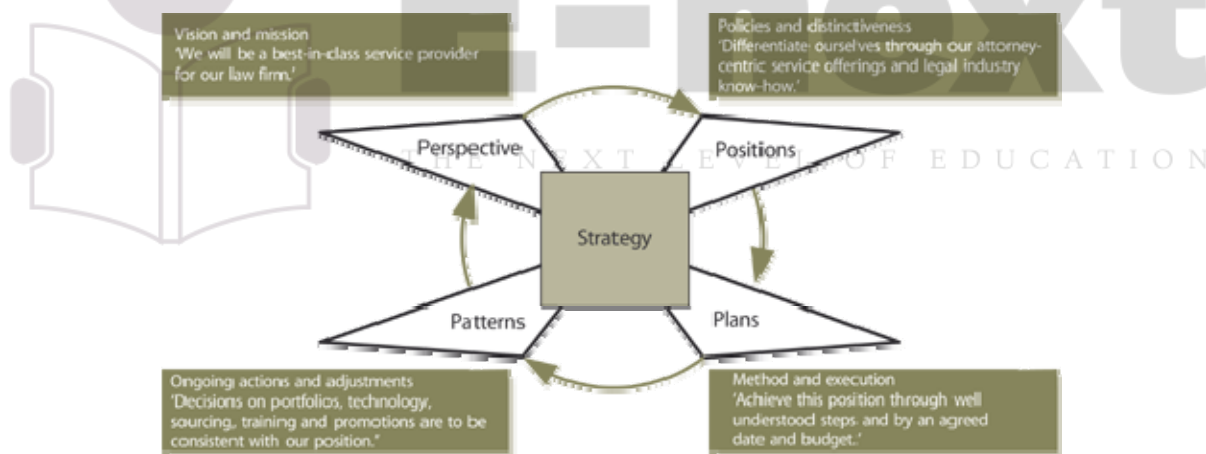 E-next
Vision and mission
'We will be a best-in-class service provider
for our law firm.'
Policies and distinctiveness
'Differentiate ourselves through our attorney-
centric service offerings and legal industry
know-how.'
Perspective
Positions
THE NEXT LEVEL OF EDUCATION
Strategy
Patterns
Plans
Ongoing actions and adjustments
'Decisions on portfolios, technology,
sourcing, training and promotions are to be
consistent with our position.”
Method and execution
'Achieve this position through well
understood steps and by an agreed
date and budget.'